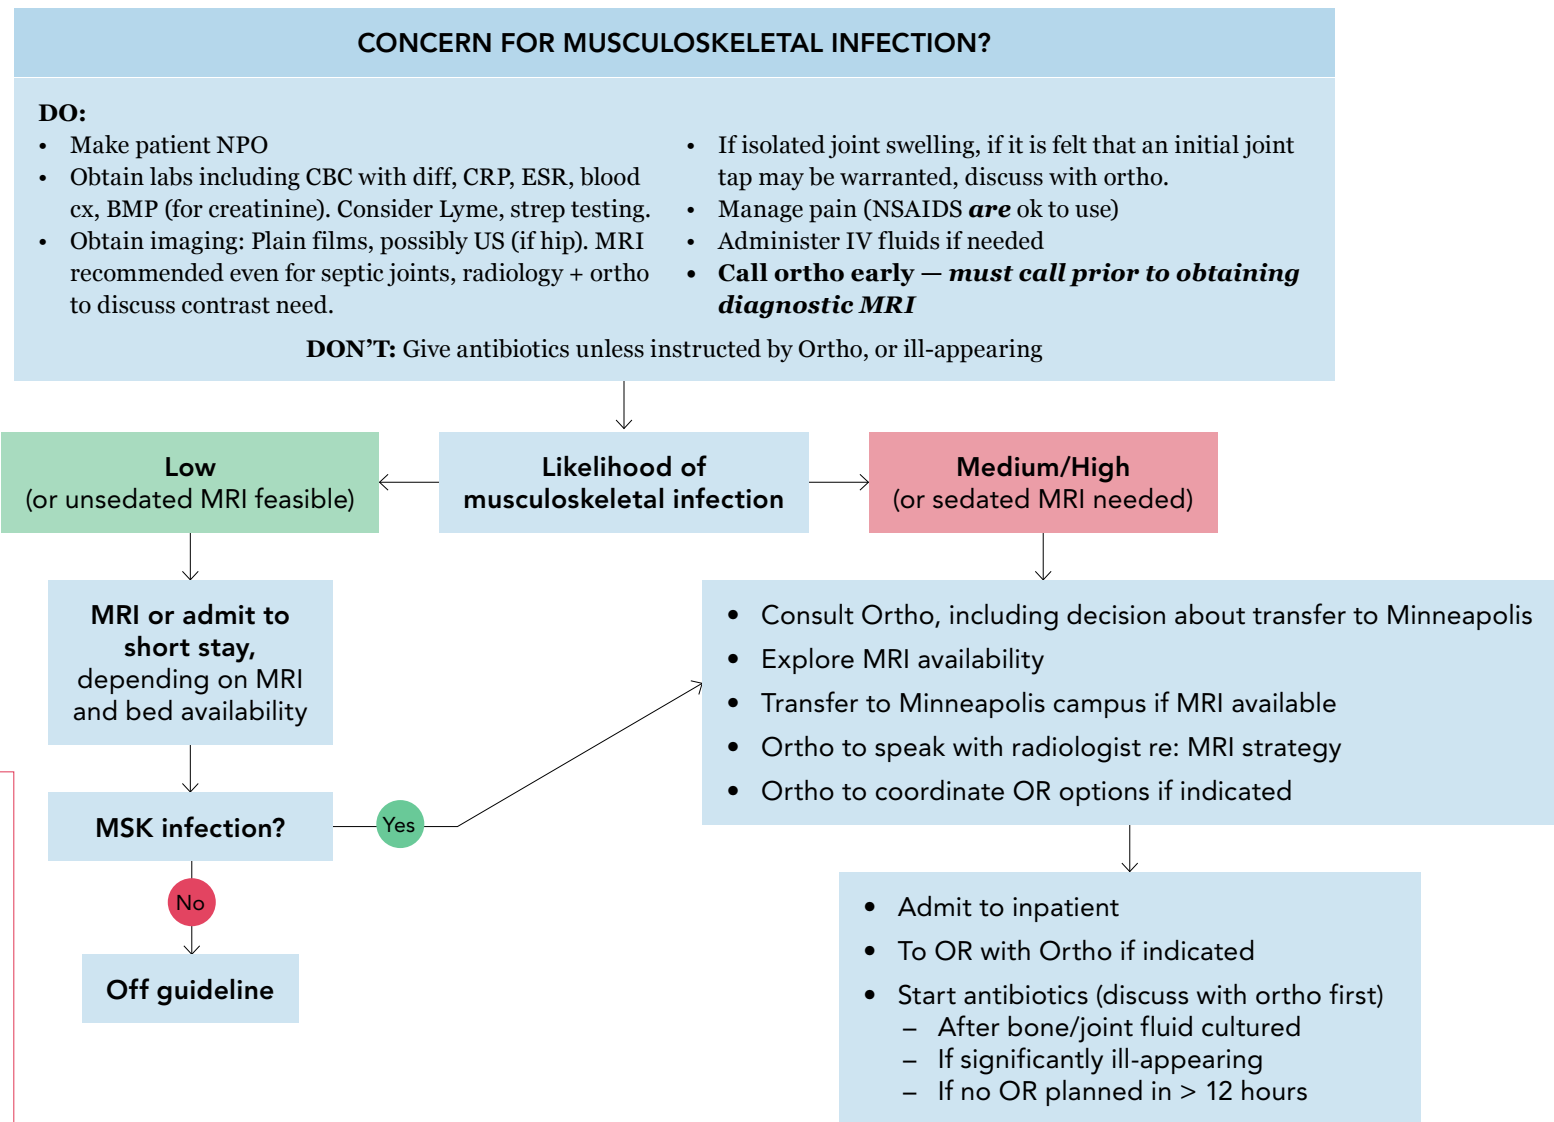 CONCERN FOR MUSCULOSKELETAL INFECTION?
DO:
• Make patient NPO
• Obtain labs including CBC with diff, CRP, ESR, blood
cx, BMP (for creatinine). Consider Lyme, strep testing.
• Obtain imaging: Plain films, possibly US (if hip). MRI
recommended even for septic joints, radiology + ortho
to discuss contrast need.
• If isolated joint swelling, if it is felt that an initial joint
tap may be warranted, discuss with ortho.
• Manage pain (NSAIDS are ok to use)
• Administer IV fluids if needed
• Call ortho early — must call prior to obtaining
diagnostic MRI
DON’T: Give antibiotics unless instructed by Ortho, or ill-appearing
Low
(or unsedated MRI feasible)
Likelihood of
musculoskeletal infection
Medium/High
(or sedated MRI needed)
MRI or admit to
short stay,
depending on MRI
and bed availability
MSK infection?
Yes
No
Off guideline
• Consult Ortho, including decision about transfer to Minneapolis
• Explore MRI availability
• Transfer to Minneapolis campus if MRI available
• Ortho to speak with radiologist re: MRI strategy
• Ortho to coordinate OR options if indicated
• Admit to inpatient
• To OR with Ortho if indicated
• Start antibiotics (discuss with ortho first)
– After bone/joint fluid cultured
– If significantly ill-appearing
– If no OR planned in > 12 hours